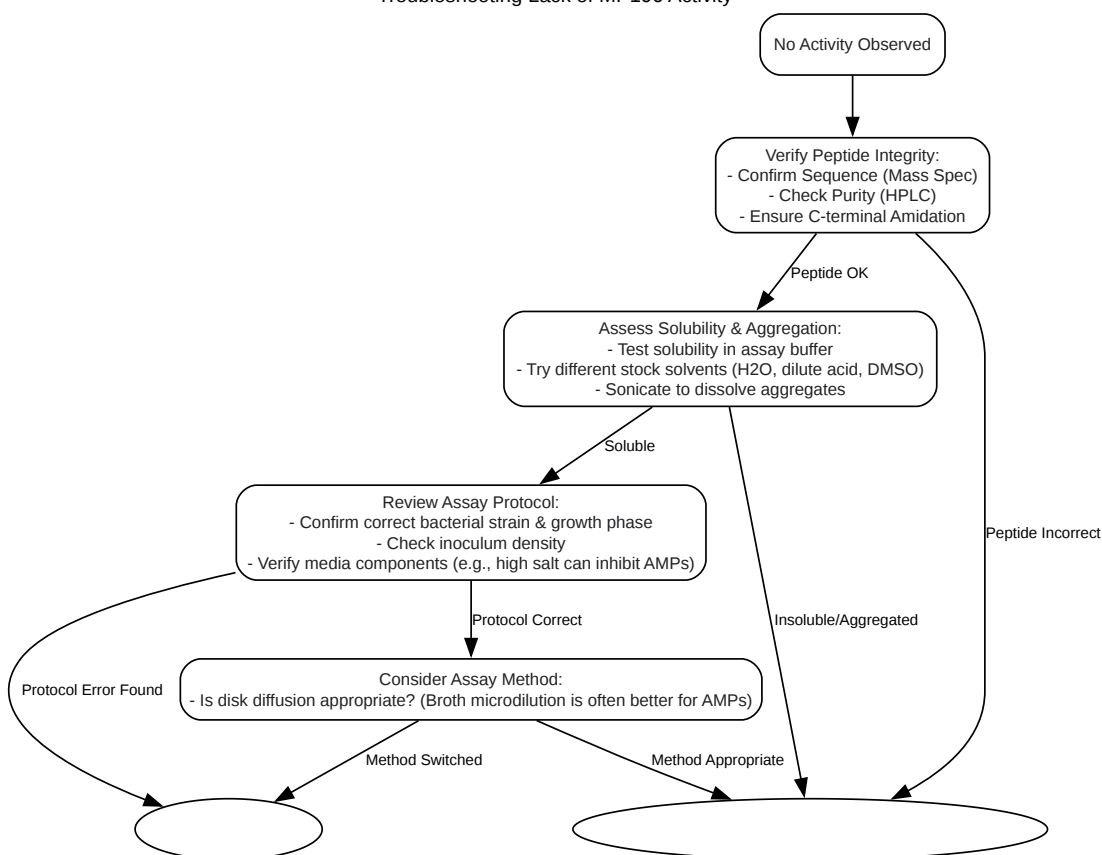 Troubleshooting Lack of MP196 Activity
No Activity Observed
Verify Peptide Integrity:
- Confirm Sequence (Mass Spec)
- Check Purity (HPLC)
- Ensure C-terminal Amidation
Peptide OK
Assess Solubility & Aggregation:
- Test solubility in assay buffer
- Try different stock solvents (H2O, dilute acid, DMSO)
- Sonicate to dissolve aggregates
Soluble
Review Assay Protocol:
- Confirm correct bacterial strain & growth phase
- Check inoculum density
- Verify media components (e.g., high salt can inhibit AMPs)
Peptide Incorrect
Protocol Correct
Insoluble/Aggregated
Consider Assay Method:
- Is disk diffusion appropriate? (Broth microdilution is often better for AMPs)
Protocol Error Found
Method Switched
Method Appropriate